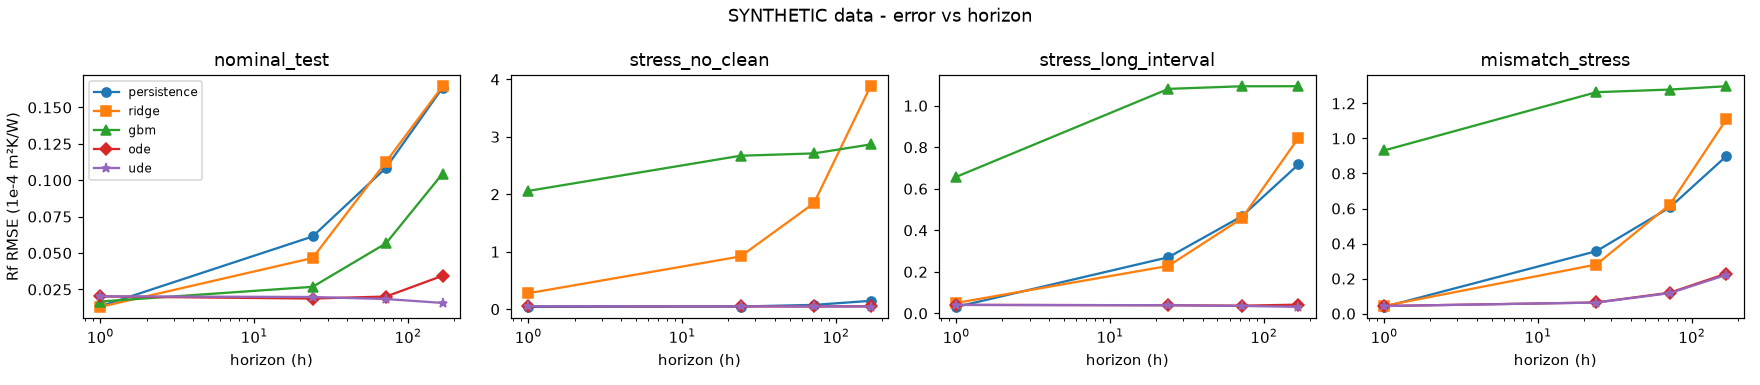 SYNTHETIC data - error vs horizon
nominal_test
stress_no_clean
stress_long_interval
mismatch_stress
Rf RMSE (1e-4 m²K/W)
0.150
0.125
0.100
0.075
0.050
0.025
persistence
ridge
gbm
ode
ude
10⁰
10¹
10²
horizon (h)
4
3
2
1
0
10⁰
10¹
10²
horizon (h)
1.0
0.8
0.6
0.4
0.2
0.0
10⁰
10¹
10²
horizon (h)
1.2
1.0
0.8
0.6
0.4
0.2
0.0
10⁰
10¹
10²
horizon (h)